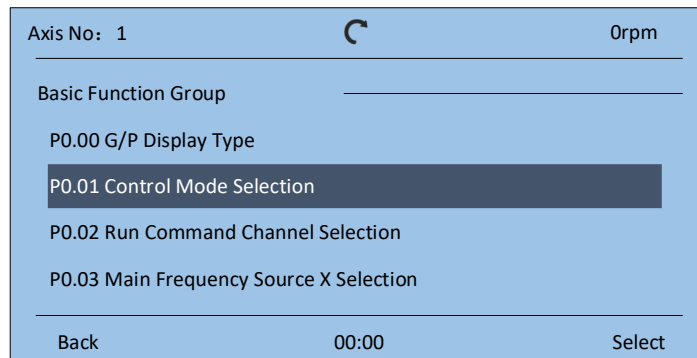 Axis No：1 0rpm
Basic Function Group
P0.00 G/P Display Type
P0.01 Control Mode Selection
P0.02 Run Command Channel Selection
P0.03 Main Frequency Source X Selection
Back 00:00 Select